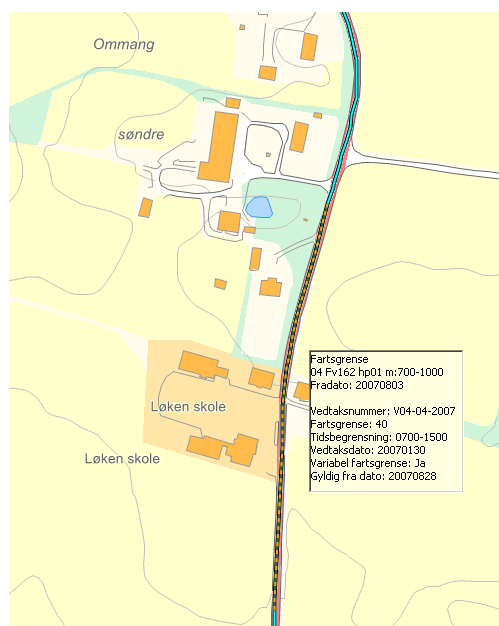 Ommang
søndre
Fartsgrense
04 Fv162 hp01 m:700-1000
Fradato: 20070803
Vedtaksnummer: V04-04-2007
Fartsgrense: 40
Tidsbegrensning: 0700-1500
Vedtaksdato: 20070130
Variabel fartsgrense: Ja
Gyldig fra dato: 20070828
Løken skole
Løken skole